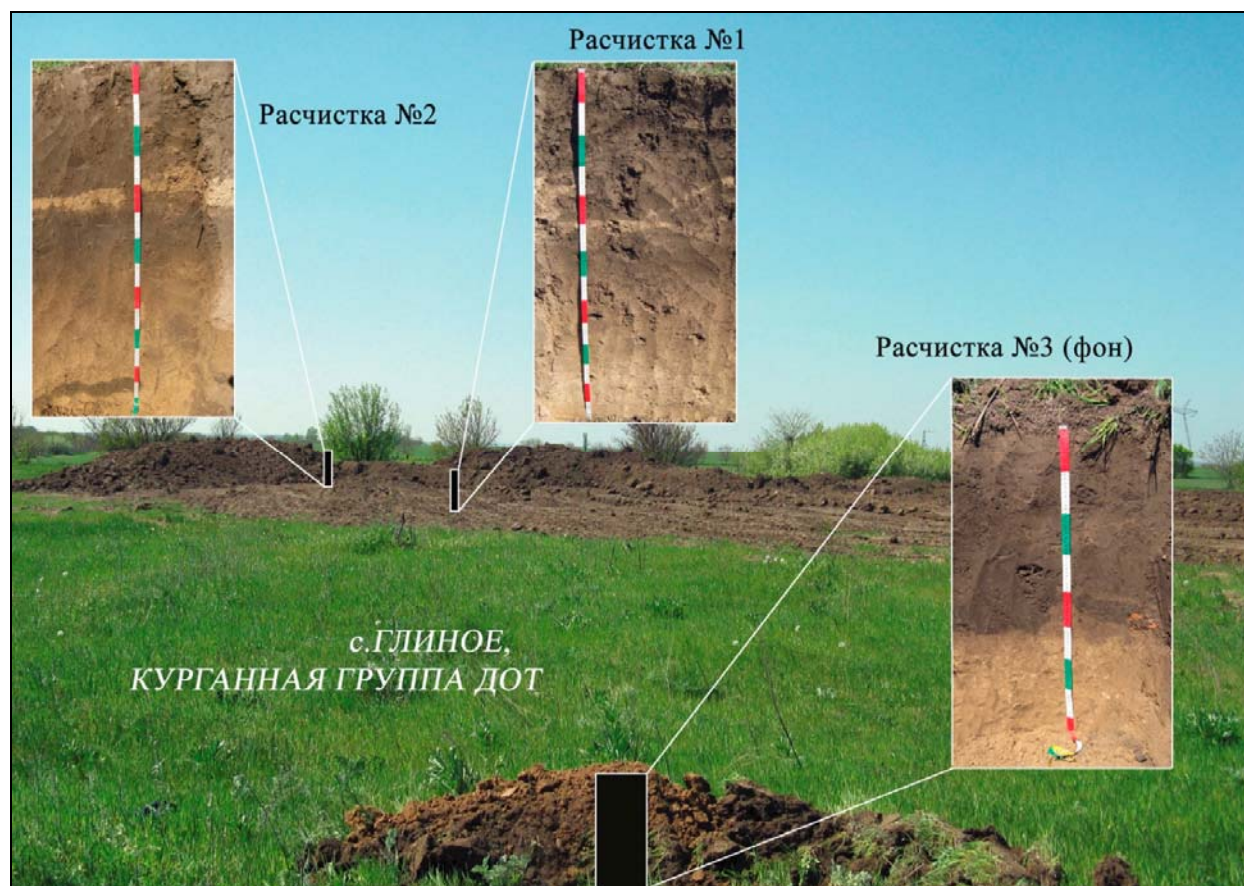 Расчистка №1
Расчистка №2
Расчистка №3 (фон)
с.ГЛИНОЕ,
КУРГАННАЯ ГРУППА ДОТ